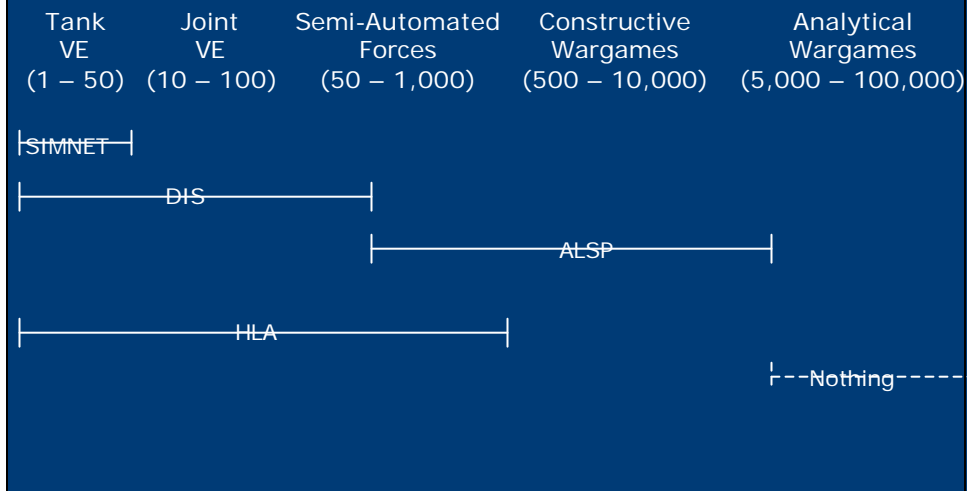 Tank Joint Semi-Automated Constructive Analytical
VE VE Forces Wargames Wargames
(1 – 50) (10 – 100) (50 – 1,000) (500 – 10,000) (5,000 – 100,000)
SIMNET
DIS
ALSP
HLA
Nothing